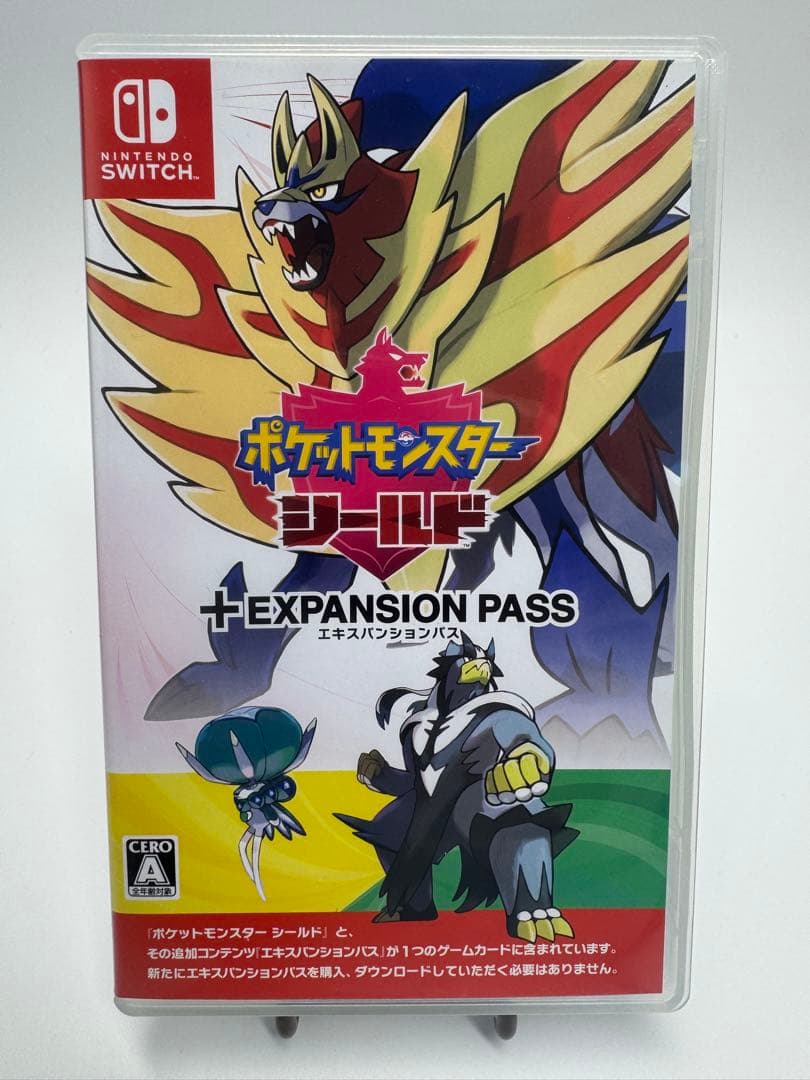 NINTENDO
SWITCH™
ポケットモンスター
シールド™
+EXPANSION PASS
エキスパンションパス
CERO
A
全年齢対象
『ポケットモンスター シールド』と、
その追加コンテンツ『エキスパンションパス』が1つのゲームカードに含まれています。
新たにエキスパンションパスを購入、ダウンロードしていただく必要はありません。